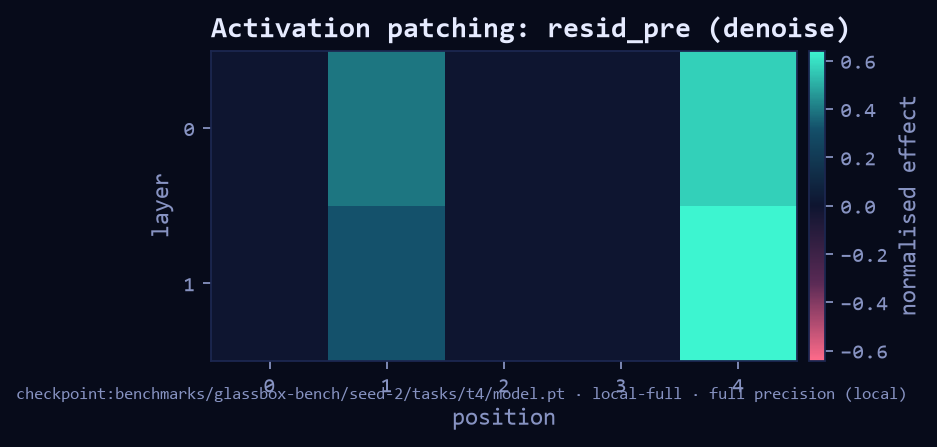 Activation patching: resid_pre (denoise)
0.6
0.4
0.2
0.0
−0.2
−0.4
−0.6
normalised effect
layer
0
1
0 1 2 3 4
checkpoint:benchmarks/glassbox-bench/seed-2/tasks/t4/model.pt · local-full · full precision (local)
position